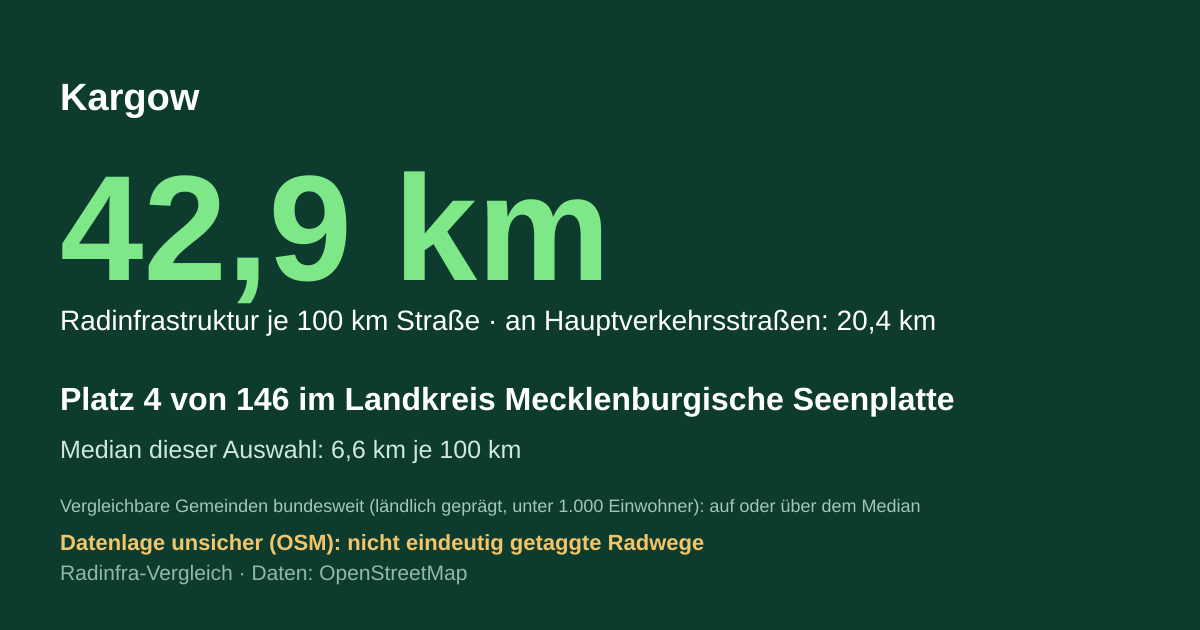 Kargow
42,9 km
Radinfrastruktur je 100 km Straße · an Hauptverkehrsstraßen: 20,4 km
Platz 4 von 146 im Landkreis Mecklenburgische Seenplatte
Median dieser Auswahl: 6,6 km je 100 km
Vergleichbare Gemeinden bundesweit (ländlich geprägt, unter 1.000 Einwohner): auf oder über dem Median
Datenlage unsicher (OSM): nicht eindeutig getaggte Radwege
Radinfra-Vergleich · Daten: OpenStreetMap